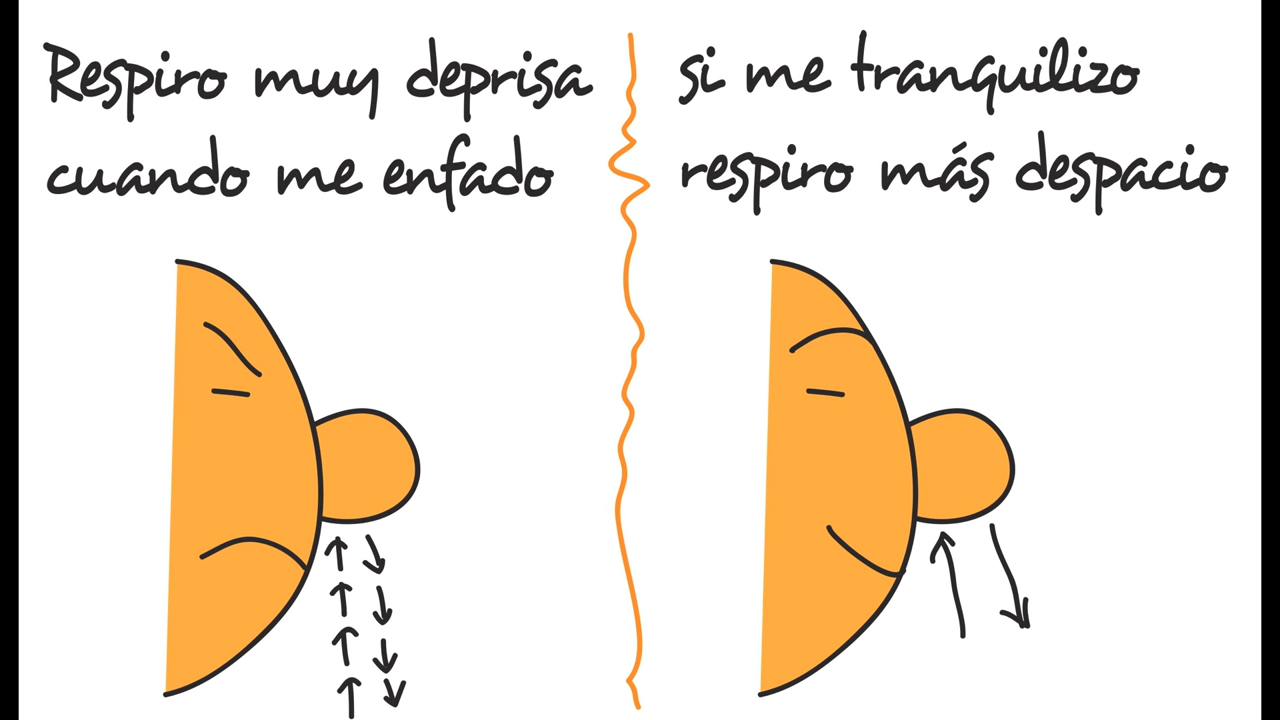 Respiro muy deprisa
cuando me enfado
si me tranquilizo
respiro más despacio